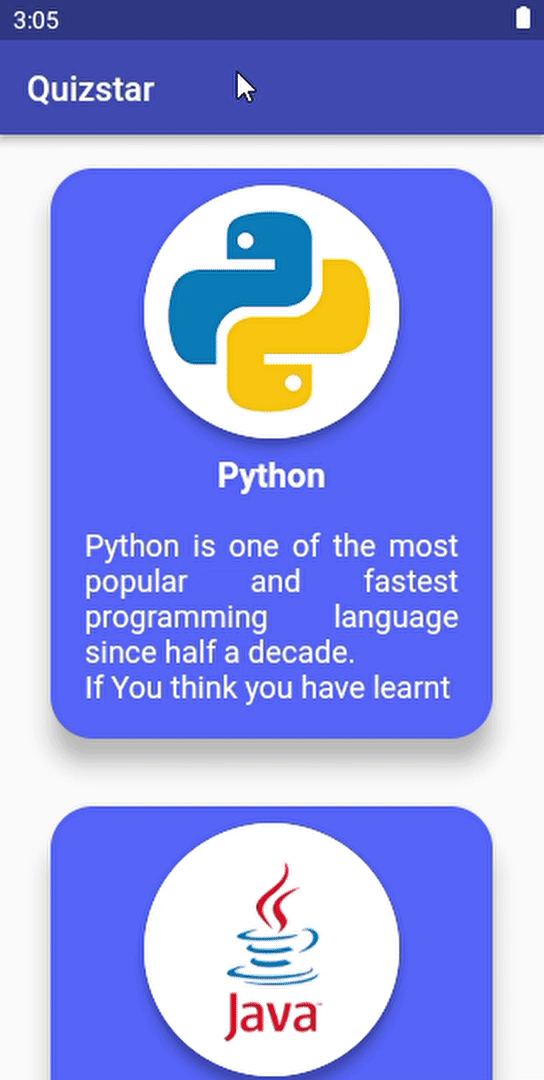 3:05
Quizstar
Python
Python is one of the most
popular and fastest
programming language
since half a decade.
If You think you have learnt
Java